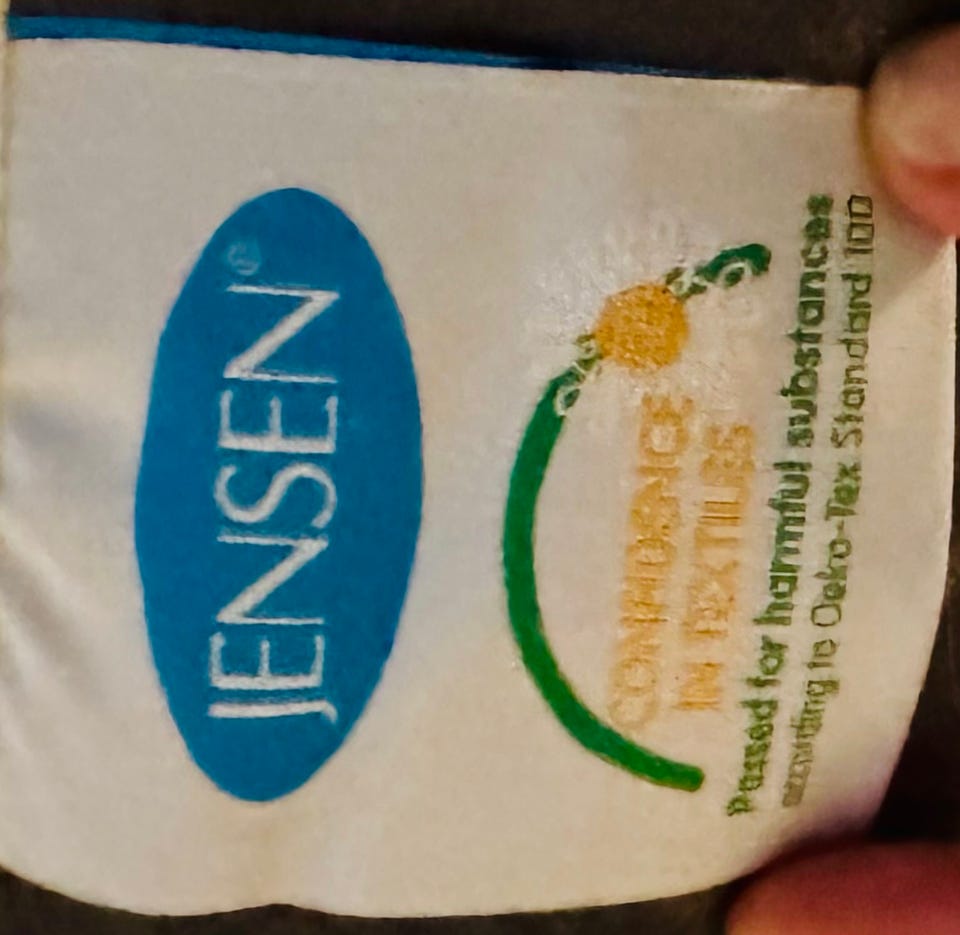 JENSEN®
CONFIDENCE
IN TEXTILES
Passed for harmful substances
according to Oeko-Tex Standard 100